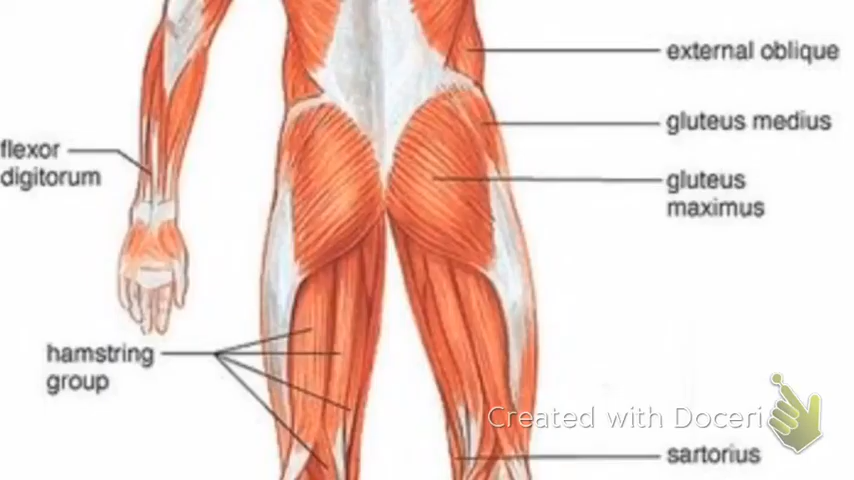 external oblique
gluteus medius
flexor
digitorum
gluteus
maximus
hamstring
group
Created with Doceri
sartorius